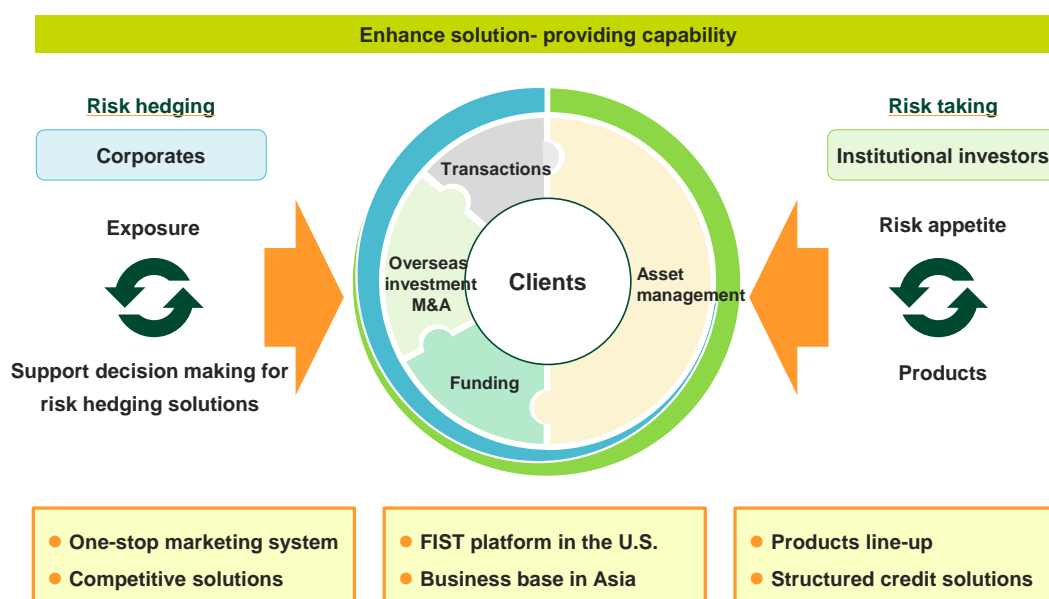 Enhance solution- providing capability
Risk hedging
Corporates
Exposure
Support decision making for
risk hedging solutions
Transactions
Overseas
investment
M&A
Funding
Clients
Asset
management
Risk taking
Institutional investors
Risk appetite
Products
One-stop marketing system
Competitive solutions
FIST platform in the U.S.
Business base in Asia
Products line-up
Structured credit solutions